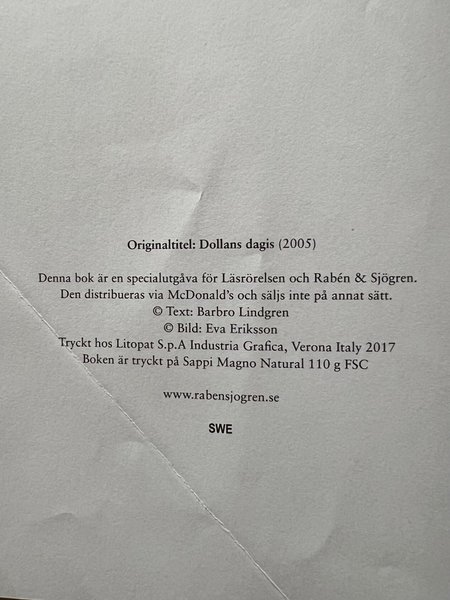 Originaltitel: Dollans dagis (2005)
Denna bok är en specialutgåva för Läsrörelsen och Rabén & Sjögren.
Den distribueras via McDonald's och säljs inte på annat sätt.
© Text: Barbro Lindgren
© Bild: Eva Eriksson
Tryckt hos Litopat S.p.A Industria Grafica, Verona Italy 2017
Boken är tryckt på Sappi Magno Natural 110 g FSC
www.rabensjogren.se
SWE